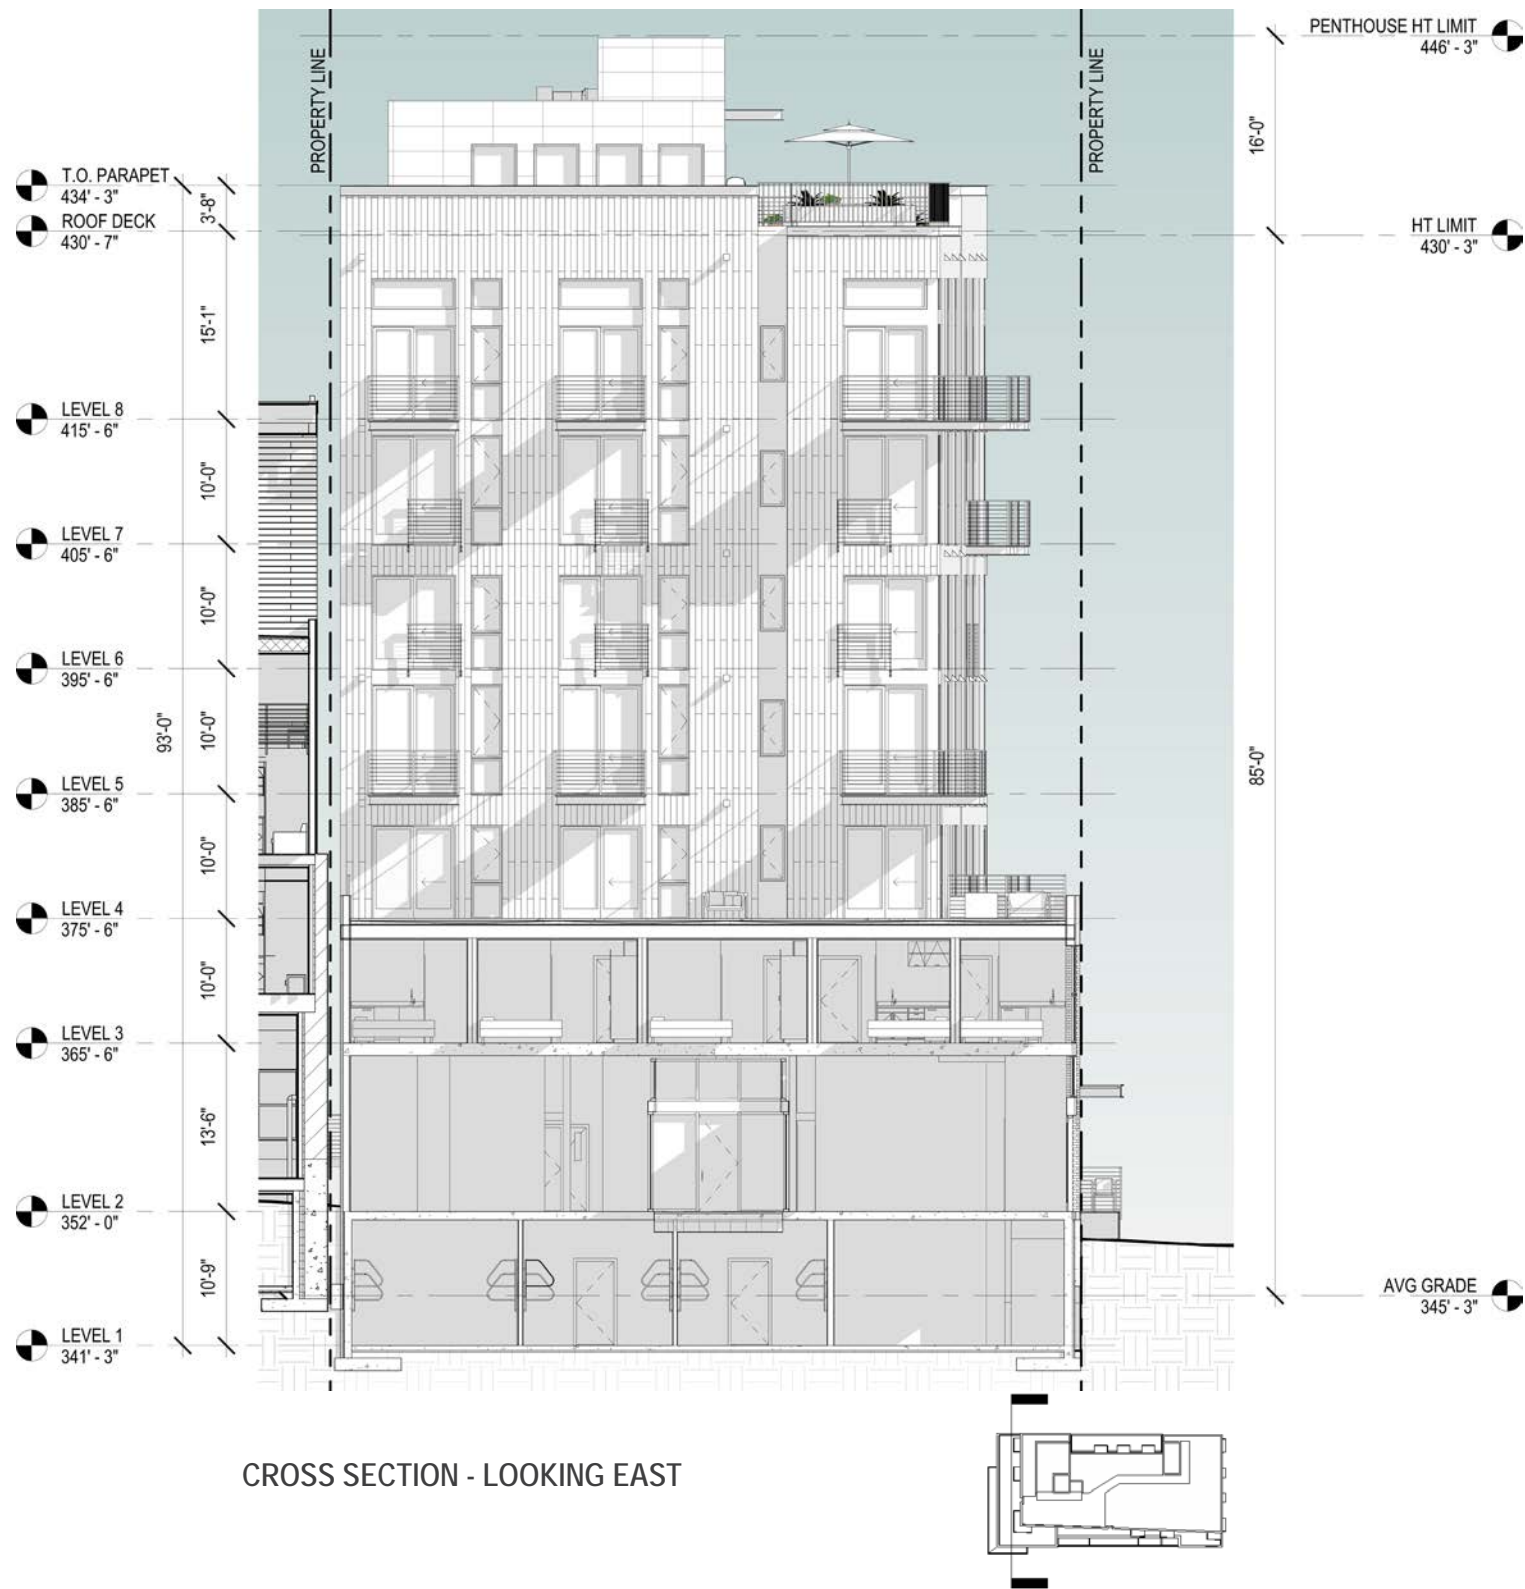 PENTHOUSE HT LIMIT
446' - 3"
PROPERTY LINE
PROPERTY LINE
16'-0"
T.O. PARAPET
434' - 3"
3'-8"
ROOF DECK
430' - 7"
HT LIMIT
430' - 3"
15'-1"
LEVEL 8
415' - 6"
10'-0"
LEVEL 7
405' - 6"
10'-0"
LEVEL 6
395' - 6"
93'-0"
10'-0"
85'-0"
LEVEL 5
385' - 6"
10'-0"
LEVEL 4
375' - 6"
10'-0"
LEVEL 3
365' - 6"
13'-6"
LEVEL 2
352' - 0"
10'-9"
AVG GRADE
345' - 3"
LEVEL 1
341' - 3"
CROSS SECTION - LOOKING EAST